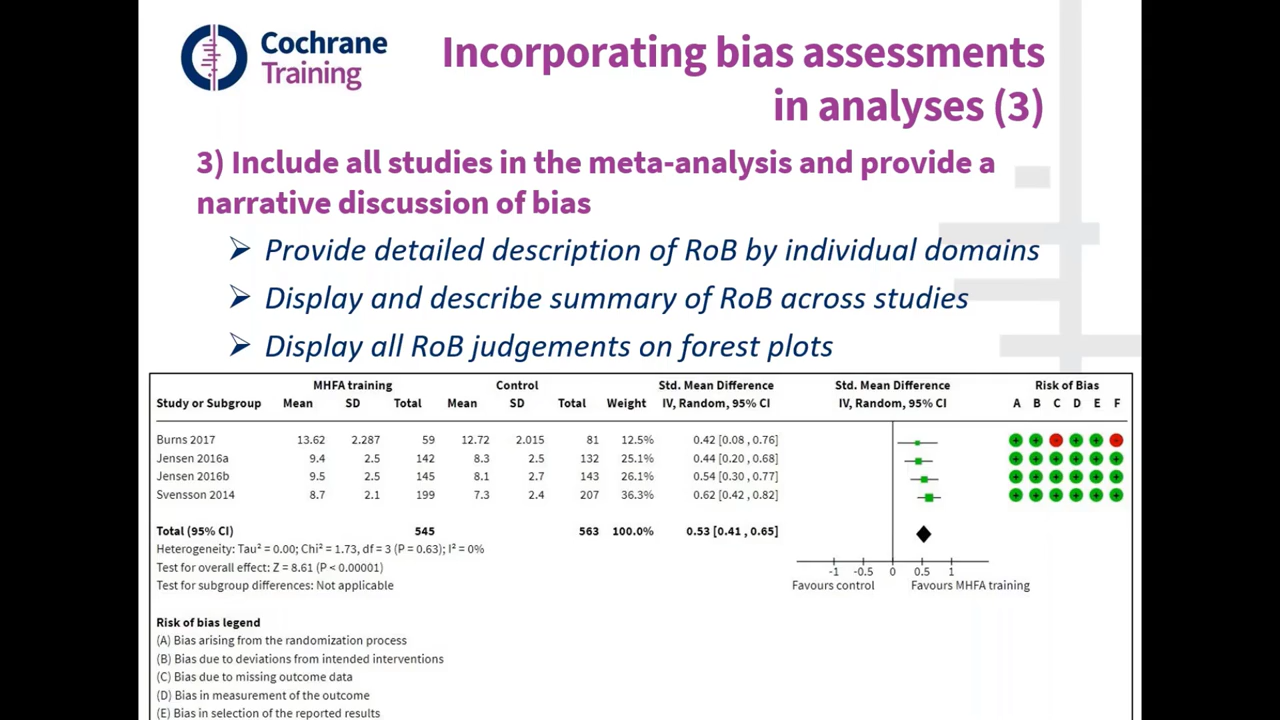 Cochrane
Training
Incorporating bias assessments
in analyses (3)
3) Include all studies in the meta-analysis and provide a
narrative discussion of bias
Provide detailed description of RoB by individual domains
Display and describe summary of RoB across studies
Display all RoB judgements on forest plots
MHFA training Control Std. Mean Difference Std. Mean Difference Risk of Bias
Study or Subgroup Mean SD Total Mean SD Total Weight IV, Random, 95% CI IV, Random, 95% CI A B C D E F
Burns 2017 13.62 2.287 59 12.72 2.015 81 12.5% 0.42 [0.08 , 0.76]
Jensen 2016a 9.4 2.5 142 8.3 2.5 132 25.1% 0.44 [0.20 , 0.68]
Jensen 2016b 9.5 2.5 145 8.1 2.7 143 26.1% 0.54 [0.30 , 0.77]
Svensson 2014 8.7 2.1 199 7.3 2.4 207 36.3% 0.62 [0.42 , 0.82]
Total (95% CI) 545 563 100.0% 0.53 [0.41 , 0.65]
Heterogeneity: Tau² = 0.00; Chi² = 1.73, df = 3 (P = 0.63); I² = 0%
Test for overall effect: Z = 8.61 (P < 0.00001)
Test for subgroup differences: Not applicable
-1 -0.5 0 0.5 1
Favours control Favours MHFA training
Risk of bias legend
(A) Bias arising from the randomization process
(B) Bias due to deviations from intended interventions
(C) Bias due to missing outcome data
(D) Bias in measurement of the outcome
(E) Bias in selection of the reported results